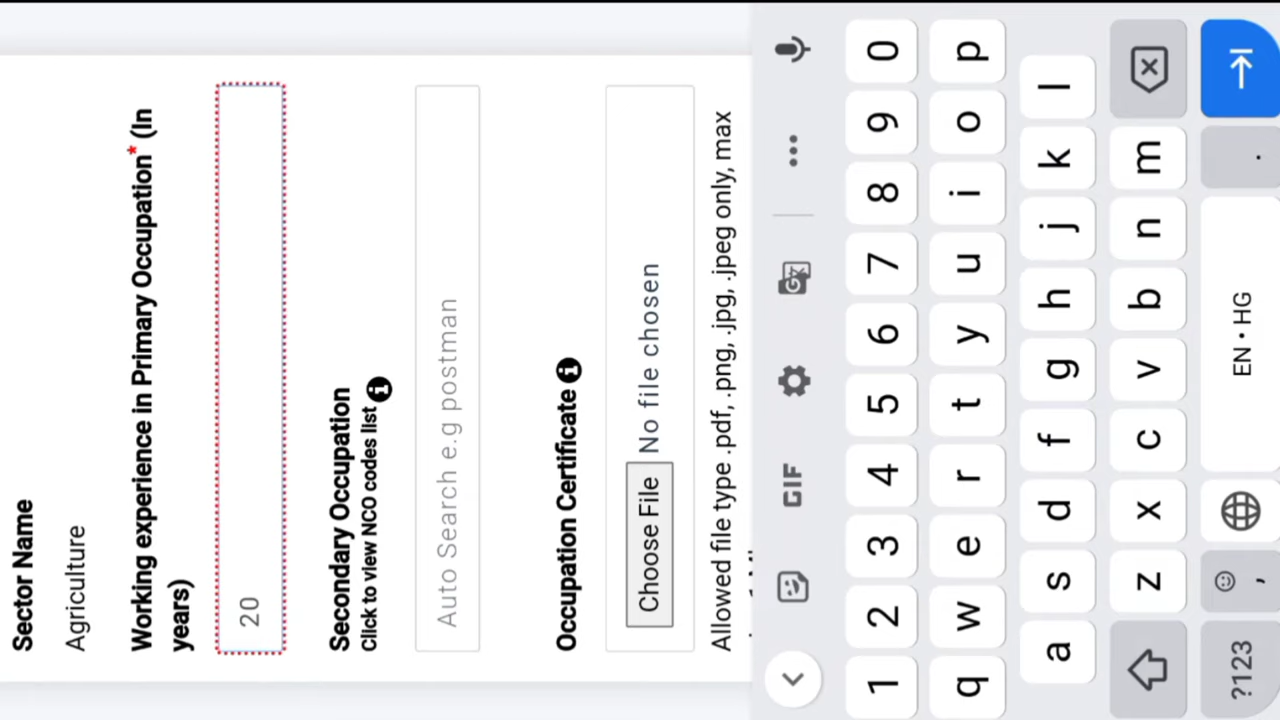 Sector Name
Agriculture
Working experience in Primary Occupation* (In
years)
20
Secondary Occupation
Click to view NCO codes list i
Auto Search e.g postman
Occupation Certificate i
Choose File No file chosen
Allowed file type .pdf, .png, .jpg, .jpeg only, max
GIF
1 2 3 4 5 6 7 8 9 0
q w e r t y u i o p
a s d f g h j k l
z x c v b n m
?123 , EN • HG .